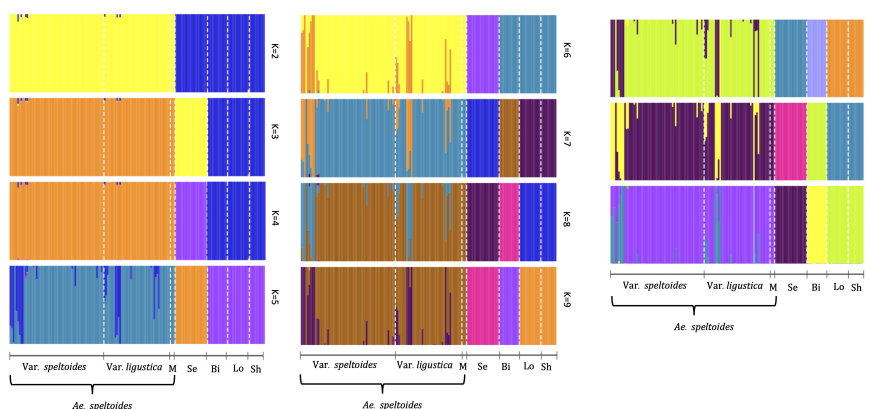 K=2
K=3
K=4
K=5
Var. speltoides Var. ligustica M Se Bi Lo Sh
Ae. speltoides
K=6
K=7
K=8
K=9
Var. speltoides Var. ligustica M Se Bi Lo Sh
Ae. speltoides
Var. speltoides Var. ligustica M Se Bi Lo Sh
Ae. speltoides